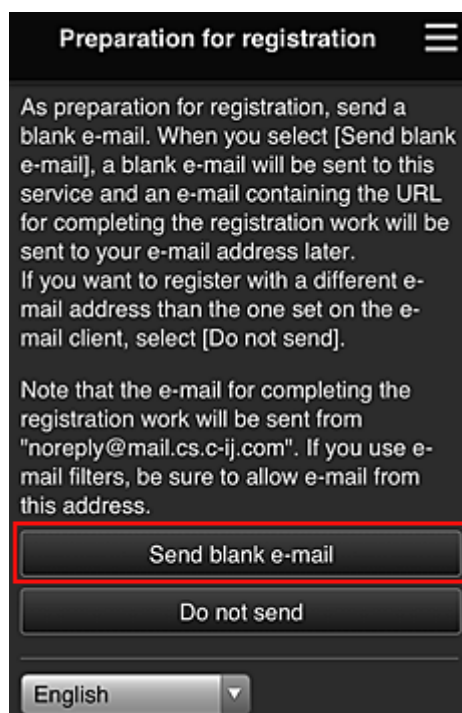 Preparation for registration
As preparation for registration, send a
blank e-mail. When you select [Send blank
e-mail], a blank e-mail will be sent to this
service and an e-mail containing the URL
for completing the registration work will be
sent to your e-mail address later.
If you want to register with a different e-
mail address than the one set on the e-
mail client, select [Do not send].
Note that the e-mail for completing the
registration work will be sent from
"noreply@mail.cs.c-ij.com". If you use e-
mail filters, be sure to allow e-mail from
this address.
Send blank e-mail
Do not send
English